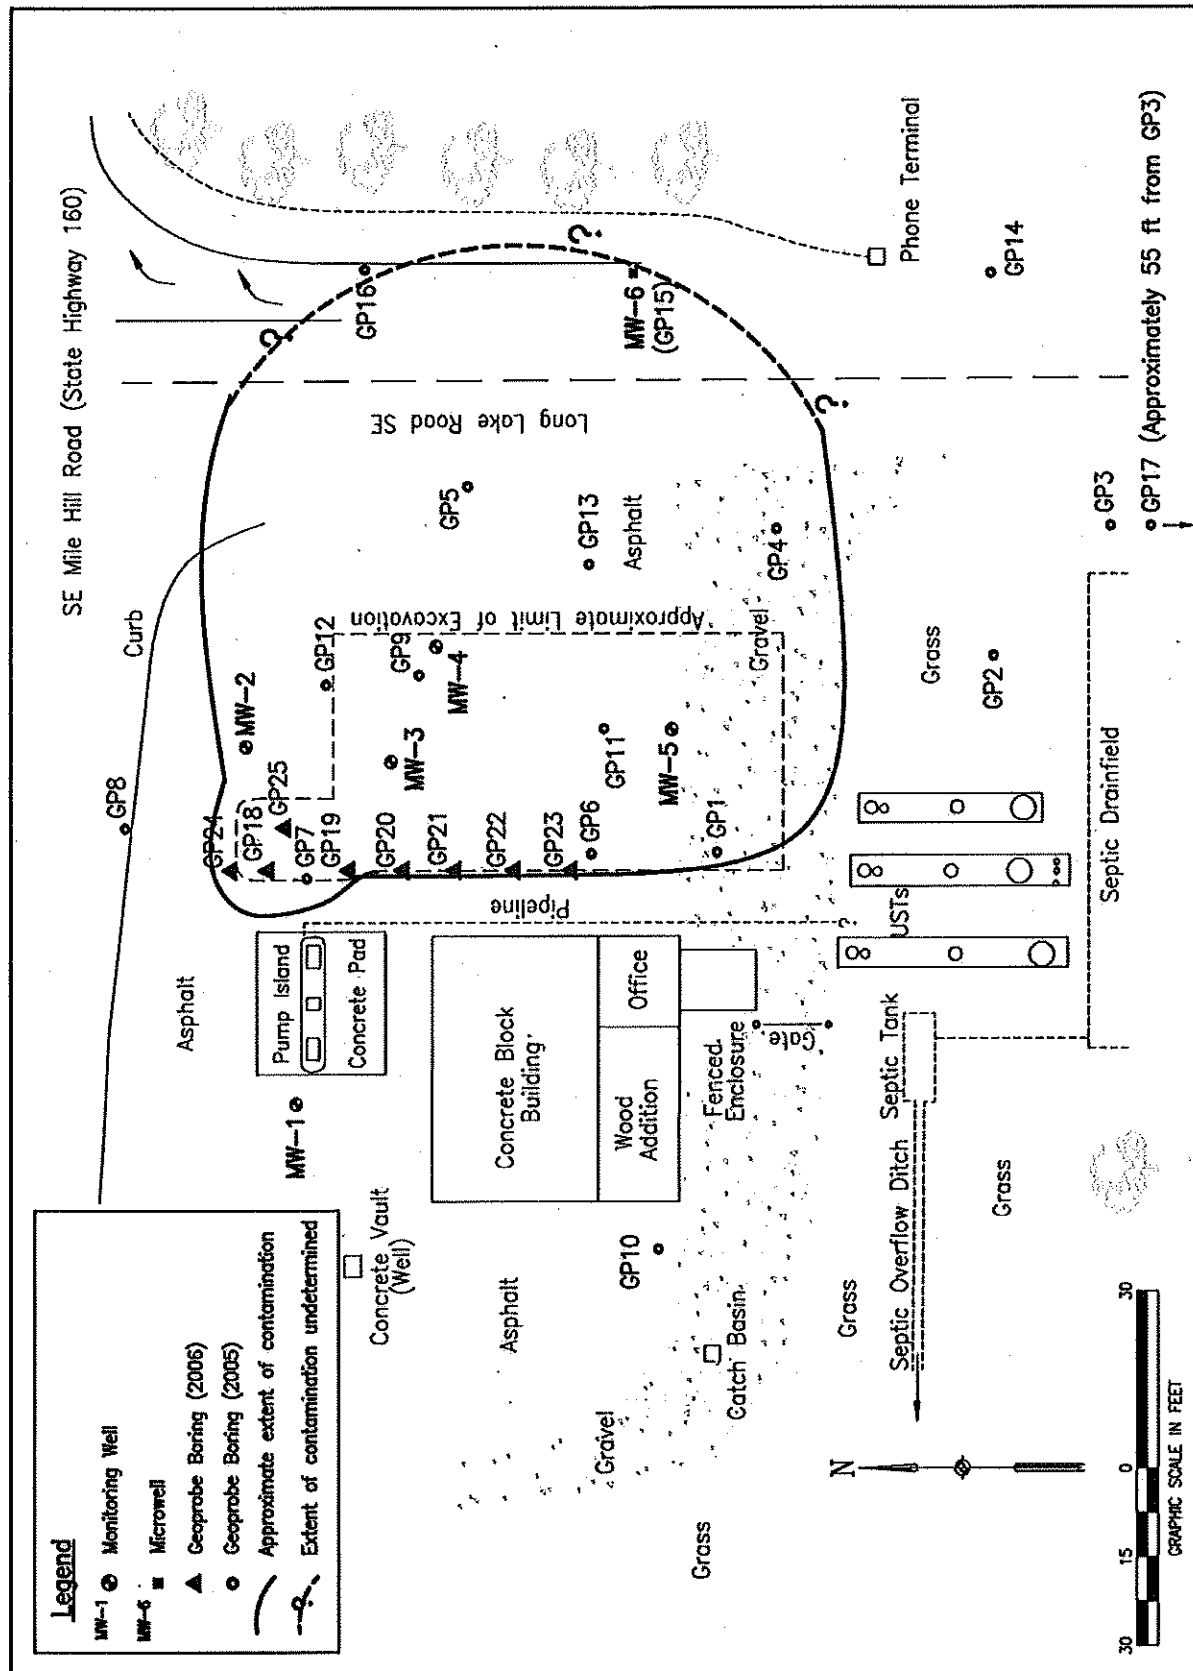 SE Mile Hill Road (State Highway 160)
Curb
GP8
Asphalt
GP24
GP18
GP25
GP7
GP19
MW-2
GP12
GP16
Pump Island
Concrete Pad
MW-1
Concrete Vault
(Well)
GP20
GP21
GP22
GP23
GP6
MW-3
GP9
MW-4
GP5
GP13
Asphalt
Long Lake Road SE
Approximate Limit of Excavation
?
?
?
MW-6
(GP15)
GP11
MW-5
GP1
Gravel
GP4
Pipeline
Concrete Block
Building
Wood
Addition
Office
Fenced
Enclosure
Gate
Asphalt
GP10
Catch Basin
Gravel
Grass
Grass
?
USTs
Septic Overflow Ditch
Septic Tank
Grass
Grass
GP2
Septic Drainfield
Phone Terminal
GP14
GP3
GP17 (Approximately 55 ft from GP3)
Legend
MW-1 Monitoring Well
MW-6 Microwell
Geoprobe Boring (2006)
Geoprobe Boring (2005)
Approximate extent of contamination
? Extent of contamination undetermined
N
30 15 0 30
GRAPHIC SCALE IN FEET